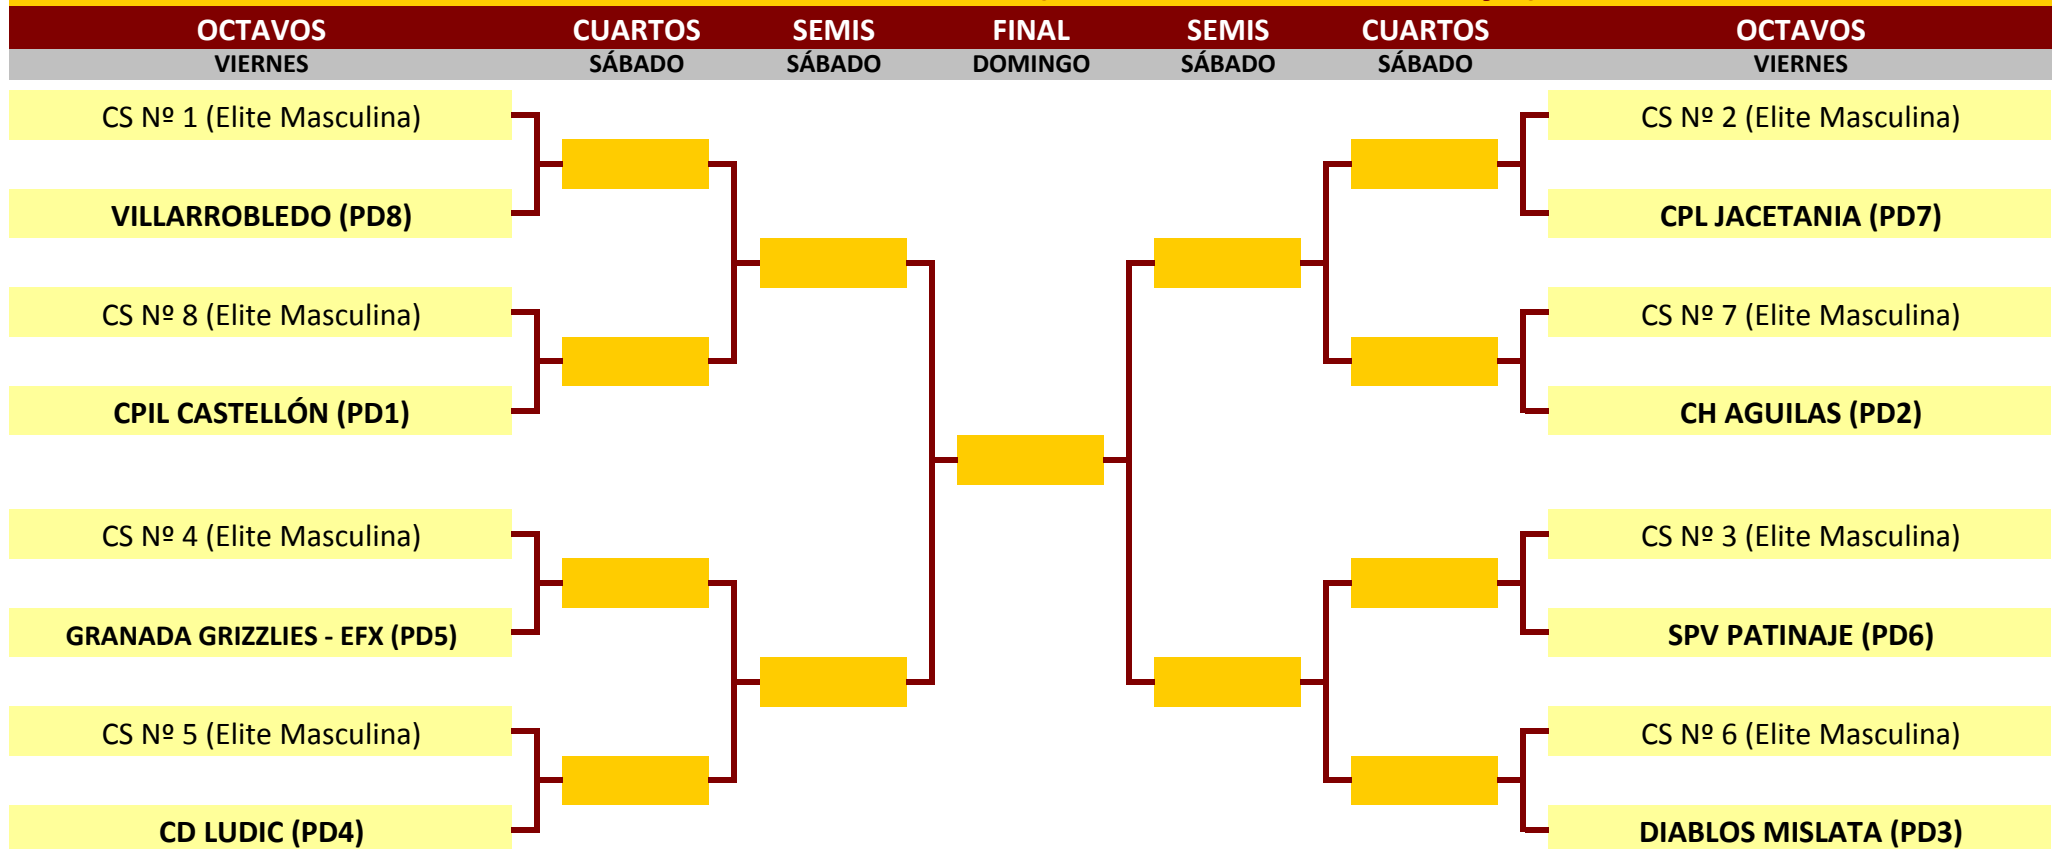 OCTAVOS CUARTOS SEMIS FINAL SEMIS CUARTOS OCTAVOS
VIERNES SÁBADO SÁBADO DOMINGO SÁBADO SÁBADO VIERNES
CS Nº 1 (Elite Masculina) CS Nº 2 (Elite Masculina)
VILLARROBLEDO (PD8) CPL JACETANIA (PD7)
CS Nº 8 (Elite Masculina) CS Nº 7 (Elite Masculina)
CPIL CASTELLÓN (PD1) CH AGUILAS (PD2)
CS Nº 4 (Elite Masculina) CS Nº 3 (Elite Masculina)
GRANADA GRIZZLIES - EFX (PD5) SPV PATINAJE (PD6)
CS Nº 5 (Elite Masculina) CS Nº 6 (Elite Masculina)
CD LUDIC (PD4) DIABLOS MISLATA (PD3)